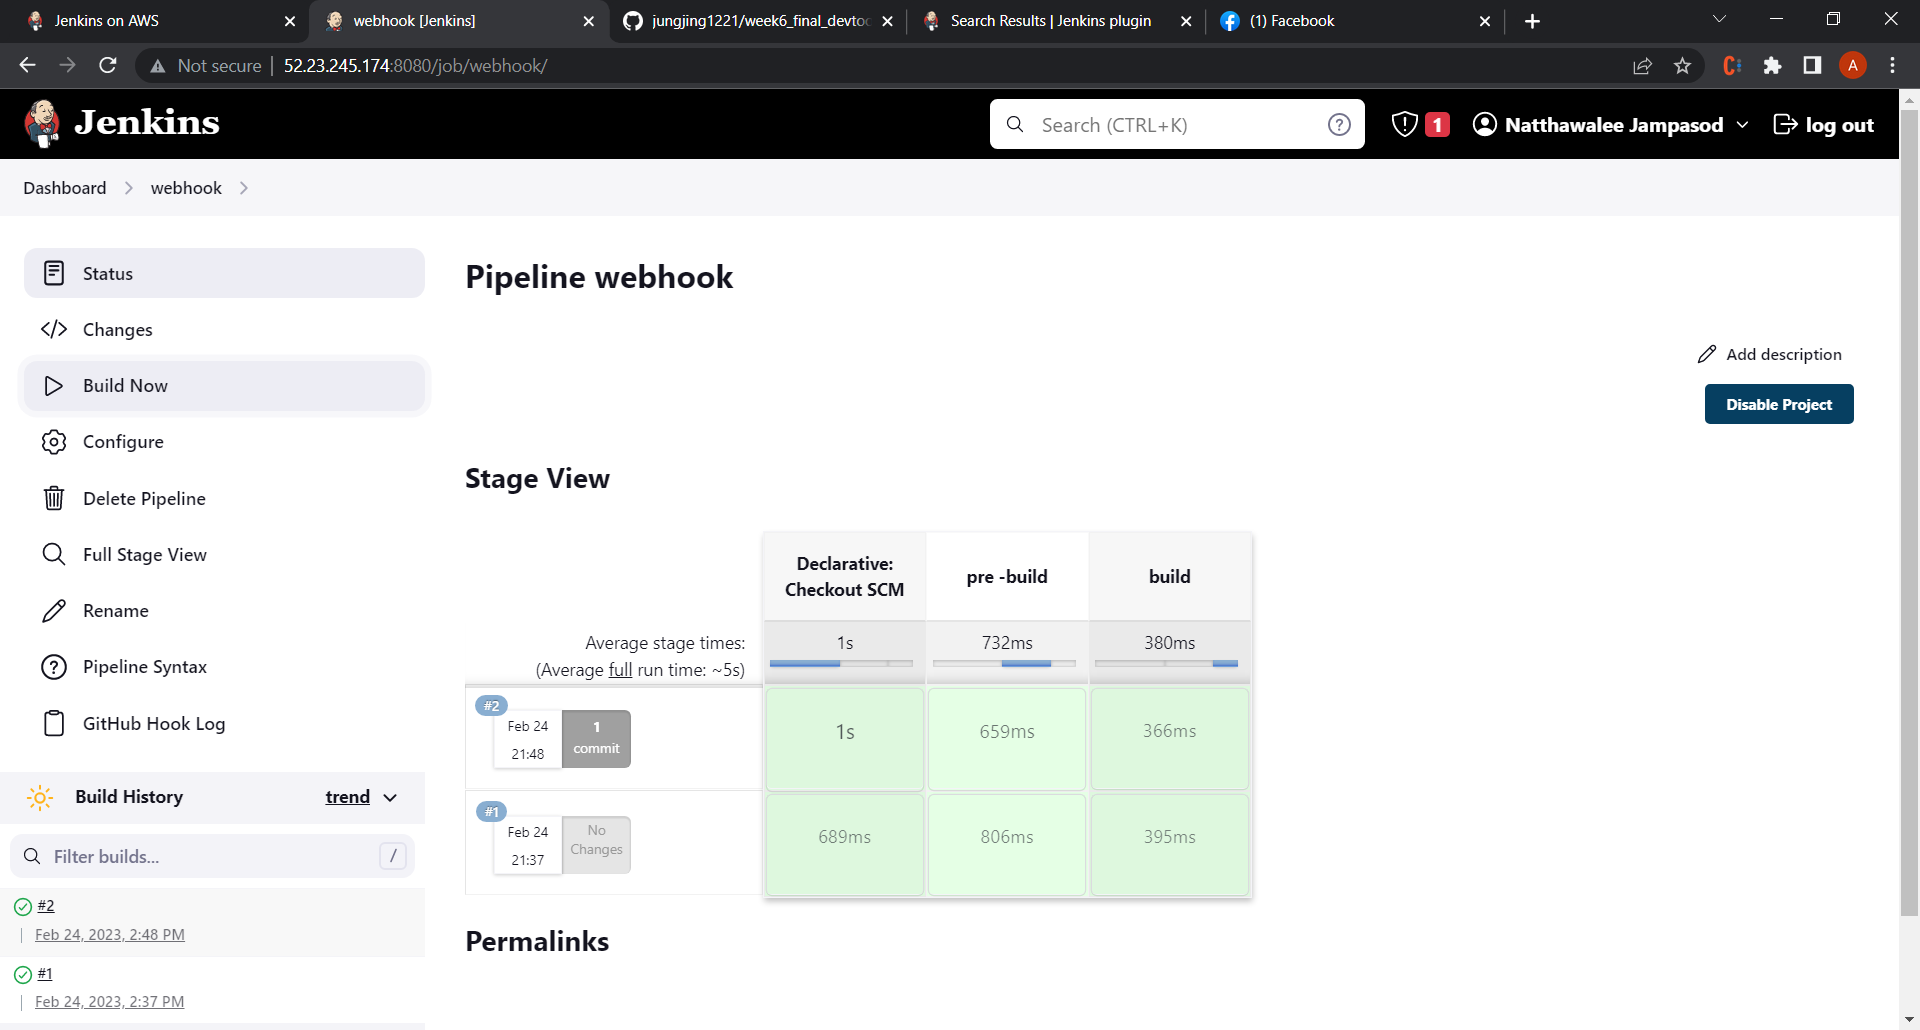 Jenkins on AWS
webhook [Jenkins]
jungjing1221/week6_final_devtoo
Search Results | Jenkins plugin
(1) Facebook
Not secure
52.23.245.174:8080/job/webhook/
A
Jenkins
Search (CTRL+K)
1
Natthawalee Jampasod
log out
Dashboard
webhook
Status
Changes
Build Now
Configure
Delete Pipeline
Full Stage View
Rename
Pipeline Syntax
GitHub Hook Log
Build History
trend
Filter builds...
/
#2
Feb 24, 2023, 2:48 PM
#1
Feb 24, 2023, 2:37 PM
Pipeline webhook
Add description
Disable Project
Stage View
Declarative:
Checkout SCM
pre -build
build
Average stage times:
(Average full run time: ~5s)
1s
732ms
380ms
#2
Feb 24
21:48
1
commit
1s
659ms
366ms
#1
Feb 24
21:37
No
Changes
689ms
806ms
395ms
Permalinks